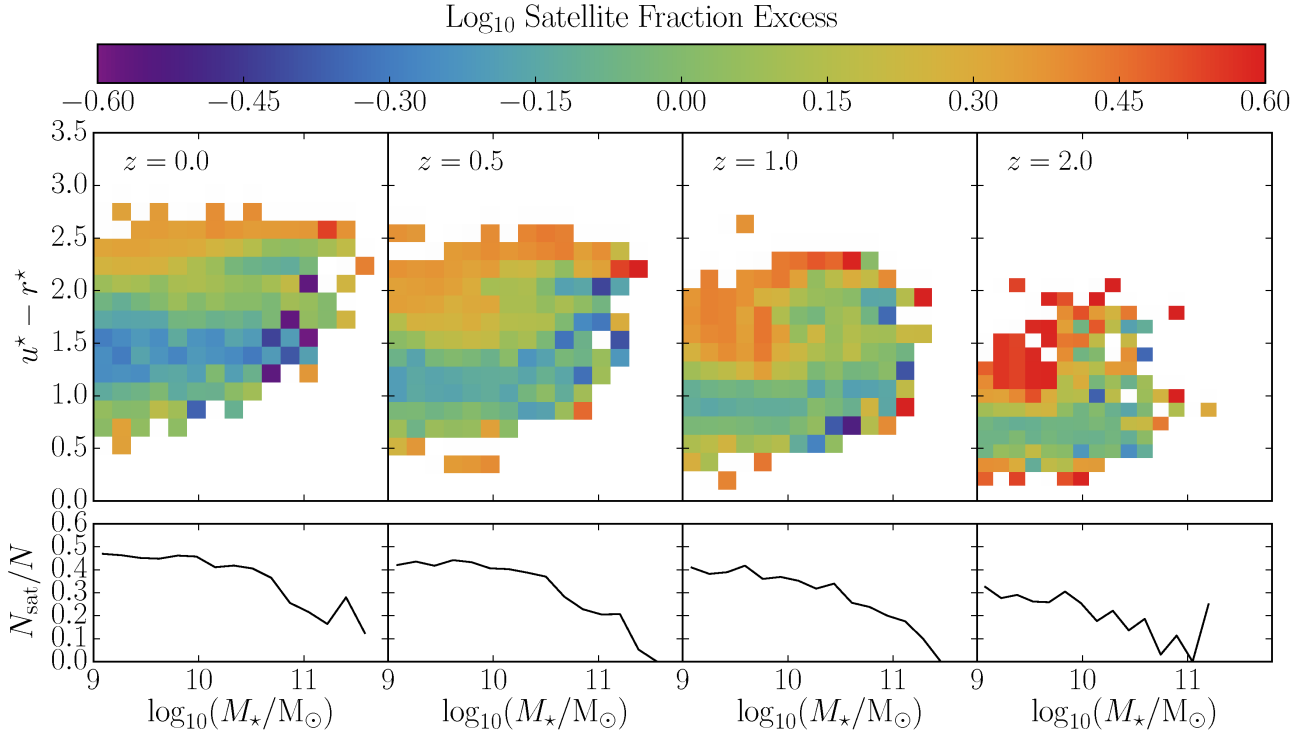 Log₁₀ Satellite Fraction Excess
−0.60 −0.45 −0.30 −0.15 0.00 0.15 0.30 0.45 0.60
z = 0.0 z = 0.5 z = 1.0 z = 2.0
u⋆ − r⋆
3.5
3.0
2.5
2.0
1.5
1.0
0.5
0.0
N_sat/N
0.6
0.5
0.4
0.3
0.2
0.1
0.0
9 10 11 9 10 11 9 10 11 9 10 11
log₁₀(M⋆/M⊙) log₁₀(M⋆/M⊙) log₁₀(M⋆/M⊙) log₁₀(M⋆/M⊙)